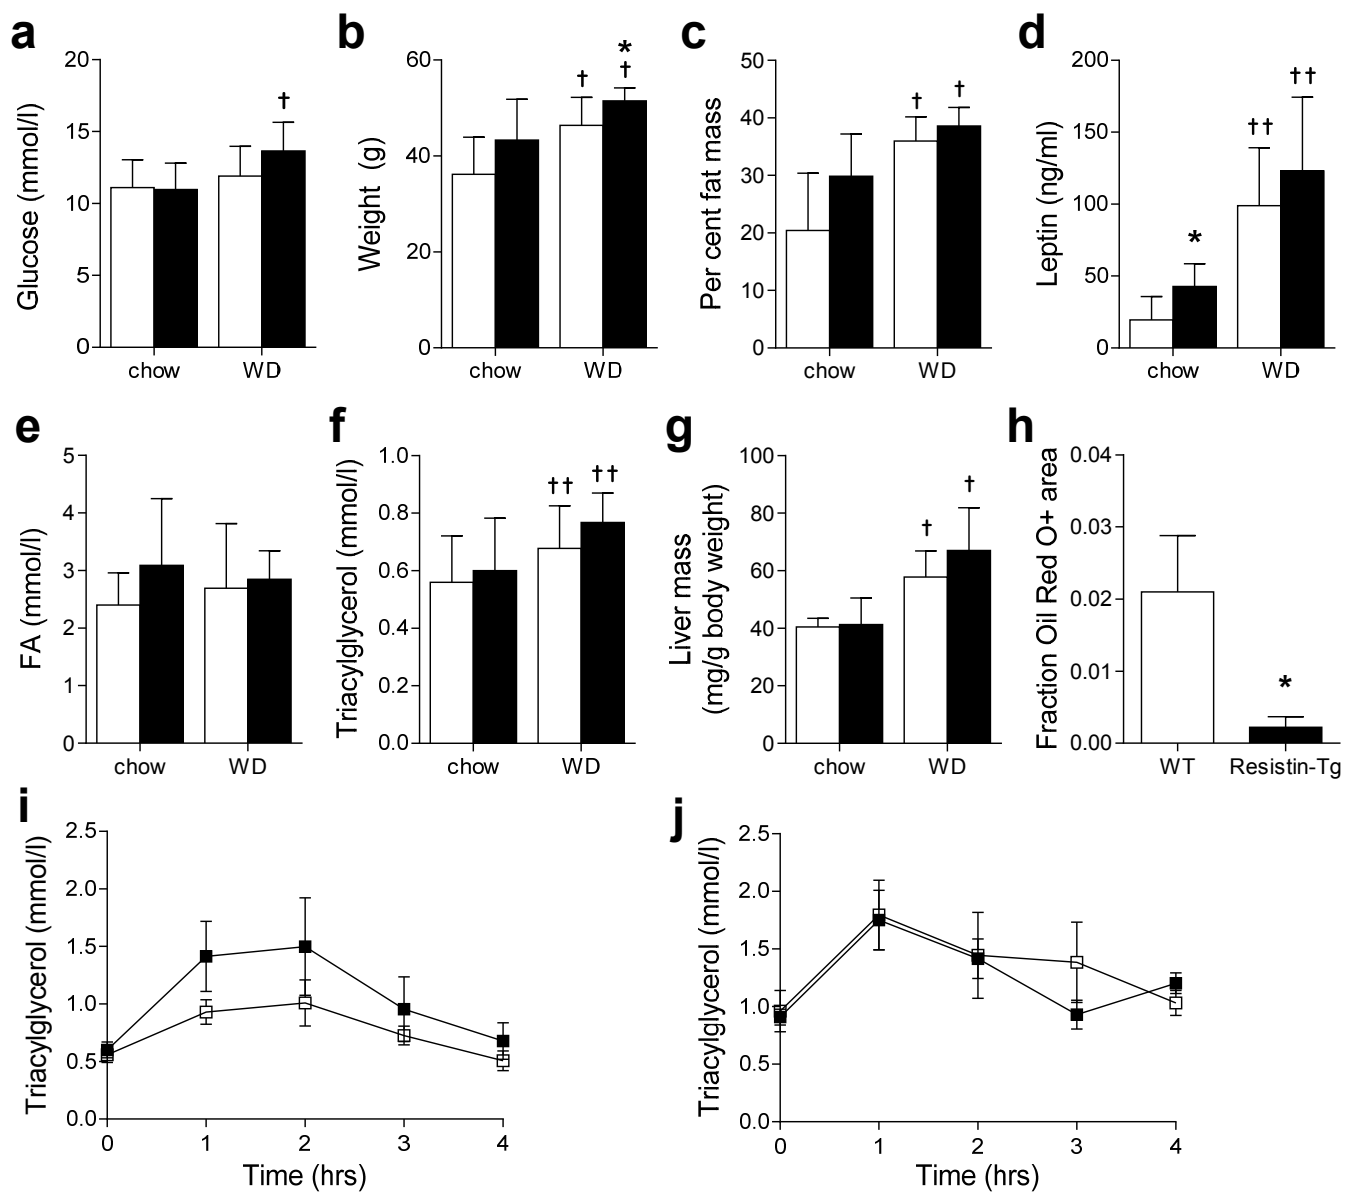 a
Glucose (mmol/l)
20
15
10
5
0
†
chow WD
b
Weight (g)
60
40
20
0
†
*
†
chow WD
c
Per cent fat mass
50
40
30
20
10
0
† †
chow WD
d
Leptin (ng/ml)
200
150
100
50
0
*
†† ††
chow WD
e
FA (mmol/l)
5
4
3
2
1
0
chow WD
f
Triacylglycerol (mmol/l)
1.0
0.8
0.6
0.4
0.2
0.0
†† ††
chow WD
g
Liver mass
(mg/g body weight)
100
80
60
40
20
0
† †
chow WD
h
Fraction Oil Red O+ area
0.04
0.03
0.02
0.01
0.00
*
WT Resistin-Tg
i
Triacylglycerol (mmol/l)
2.5
2.0
1.5
1.0
0.5
0.0
0 1 2 3 4
Time (hrs)
j
Triacylglycerol (mmol/l)
2.5
2.0
1.5
1.0
0.5
0.0
0 1 2 3 4
Time (hrs)